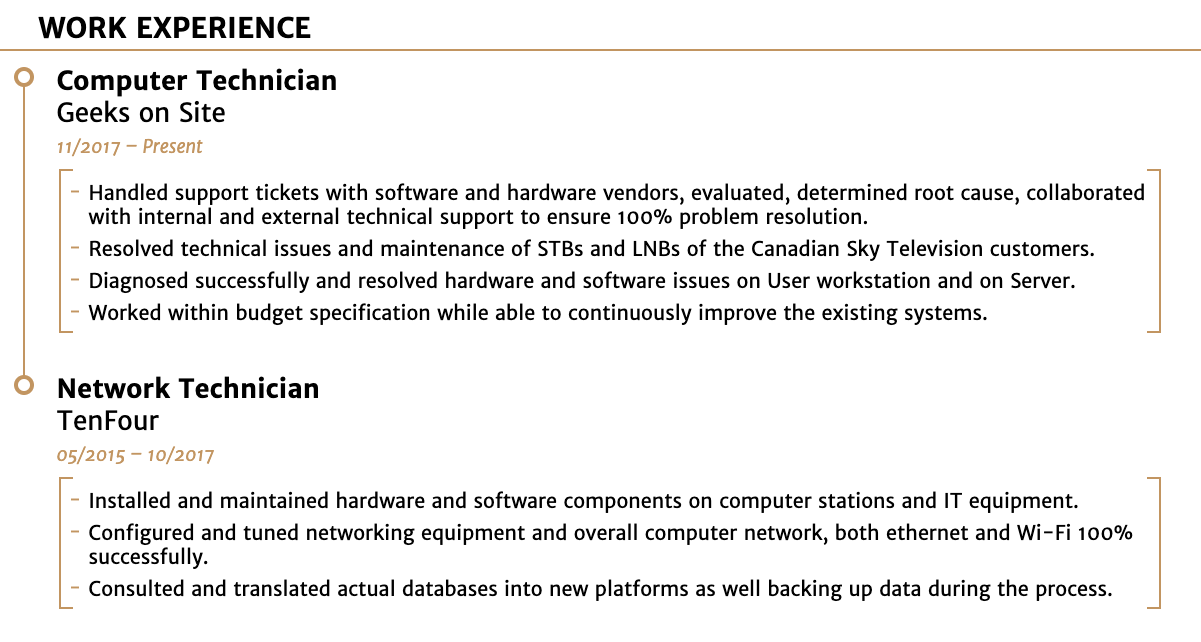 WORK EXPERIENCE
Computer Technician
Geeks on Site
11/2017 – Present
- Handled support tickets with software and hardware vendors, evaluated, determined root cause, collaborated
with internal and external technical support to ensure 100% problem resolution.
- Resolved technical issues and maintenance of STBs and LNBs of the Canadian Sky Television customers.
- Diagnosed successfully and resolved hardware and software issues on User workstation and on Server.
- Worked within budget specification while able to continuously improve the existing systems.
Network Technician
TenFour
05/2015 – 10/2017
- Installed and maintained hardware and software components on computer stations and IT equipment.
- Configured and tuned networking equipment and overall computer network, both ethernet and Wi-Fi 100%
successfully.
- Consulted and translated actual databases into new platforms as well backing up data during the process.